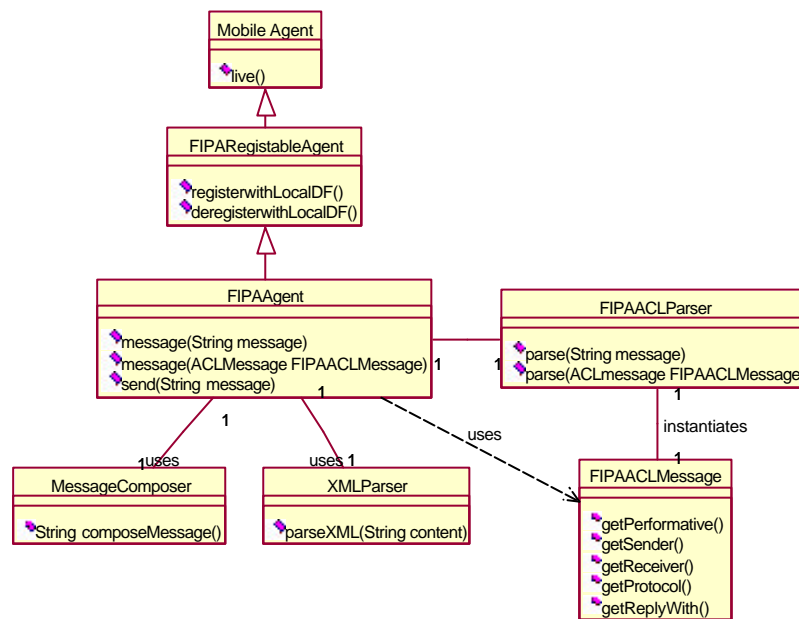 Mobile Agent
live()
FIPARegistableAgent
registerwithLocalDF()
deregisterwithLocalDF()
FIPAAgent
message(String message)
message(ACLMessage FIPAACLMessage)
send(String message)
FIPAACLParser
parse(String message)
parse(ACLmessage FIPAACLMessage
1
1
1
1
1
uses
1
instantiates
1uses
uses 1
1
MessageComposer
String composeMessage()
XMLParser
parseXML(String content)
FIPAACLMessage
getPerformative()
getSender()
getReceiver()
getProtocol()
getReplyWith()